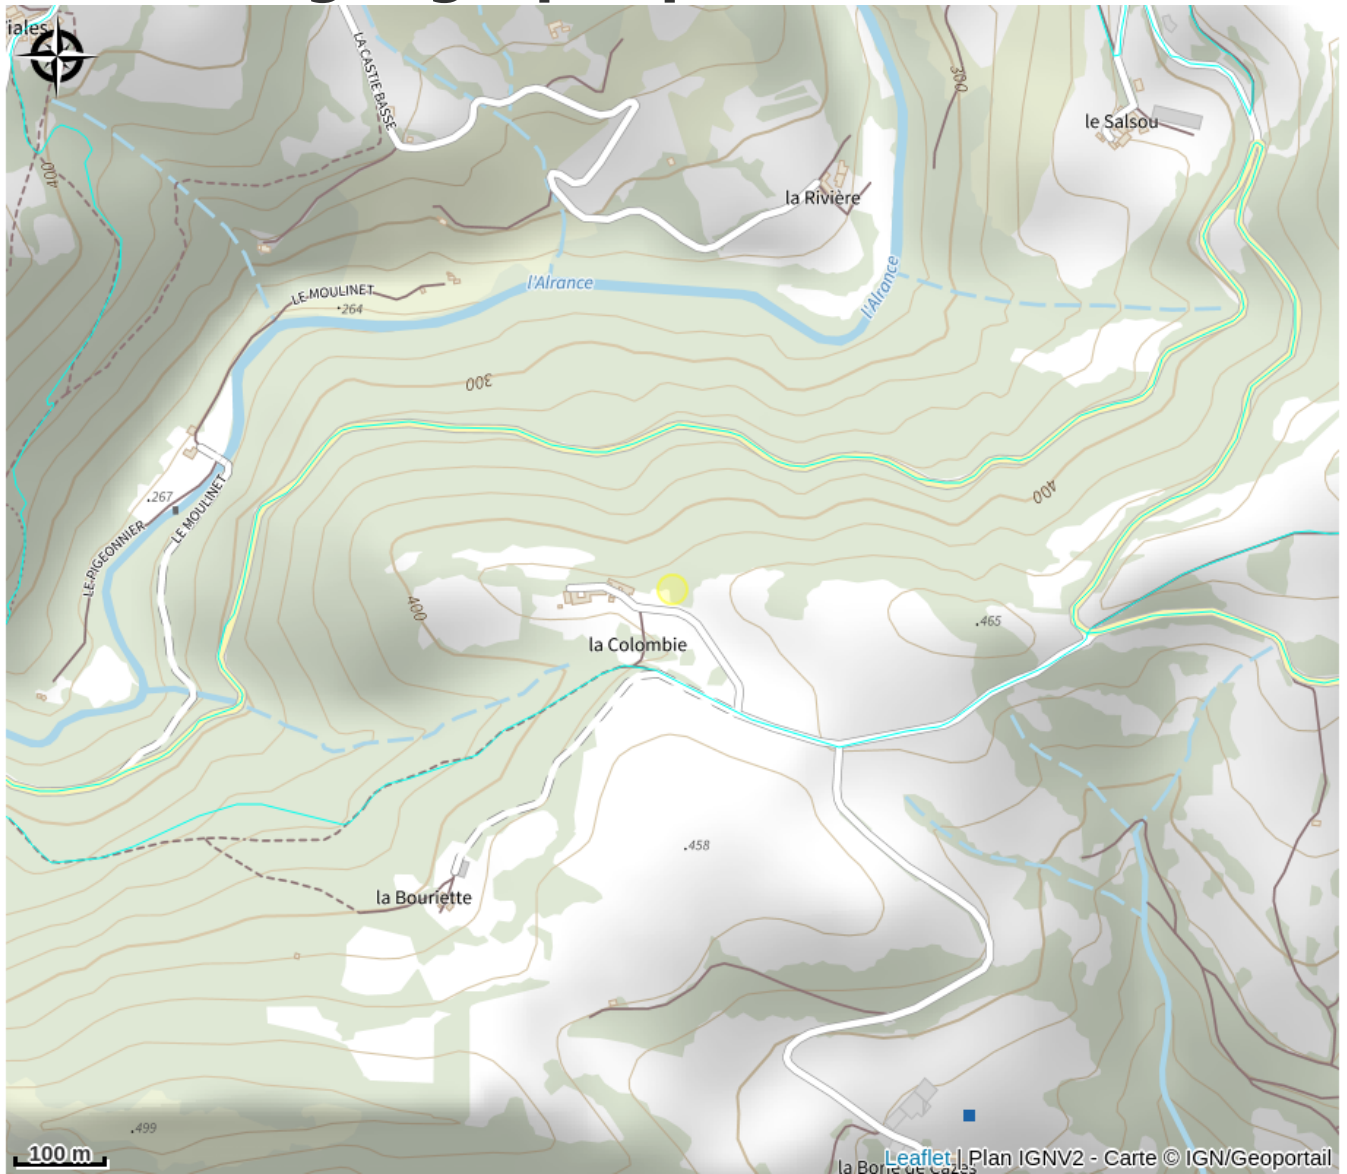 iales
LA CASTIE BASSE
300
le Salsou
400
la Rivière
l'Alrance
l'Alrance
LE MOULINET
264
300
400
267
LE MOULINET
LE PIGEONNIER
400
la Colombie
465
458
la Bouriette
499
100 m
la Borie de Cazes
Leaflet | Plan IGNV2 - Carte © IGN/Geoportail